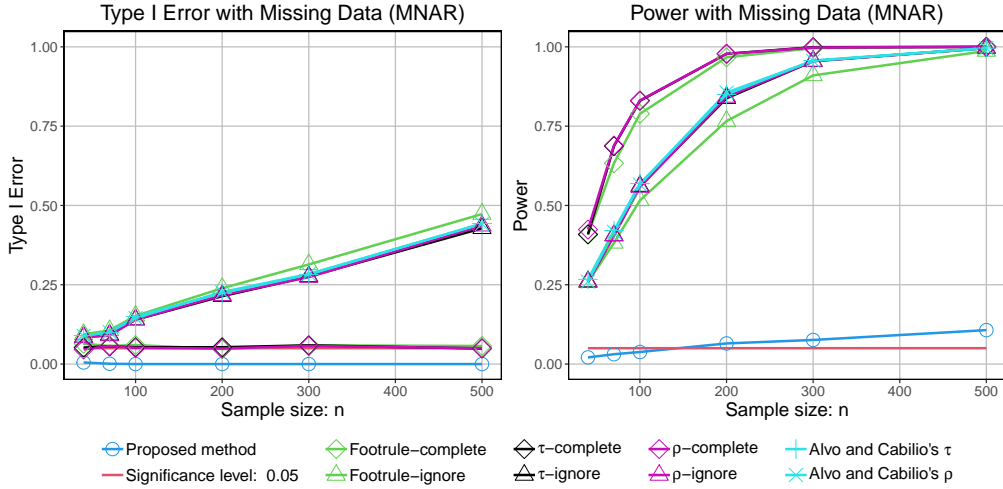 Type I Error with Missing Data (MNAR)
Power with Missing Data (MNAR)
Type I Error
1.00
0.75
0.50
0.25
0.00
100
200
300
400
500
Sample size: n
Power
1.00
0.75
0.50
0.25
0.00
100
200
300
400
500
Sample size: n
Proposed method
Footrule−complete
τ−complete
ρ−complete
Alvo and Cabilio's τ
Significance level: 0.05
Footrule−ignore
τ−ignore
ρ−ignore
Alvo and Cabilio's ρ